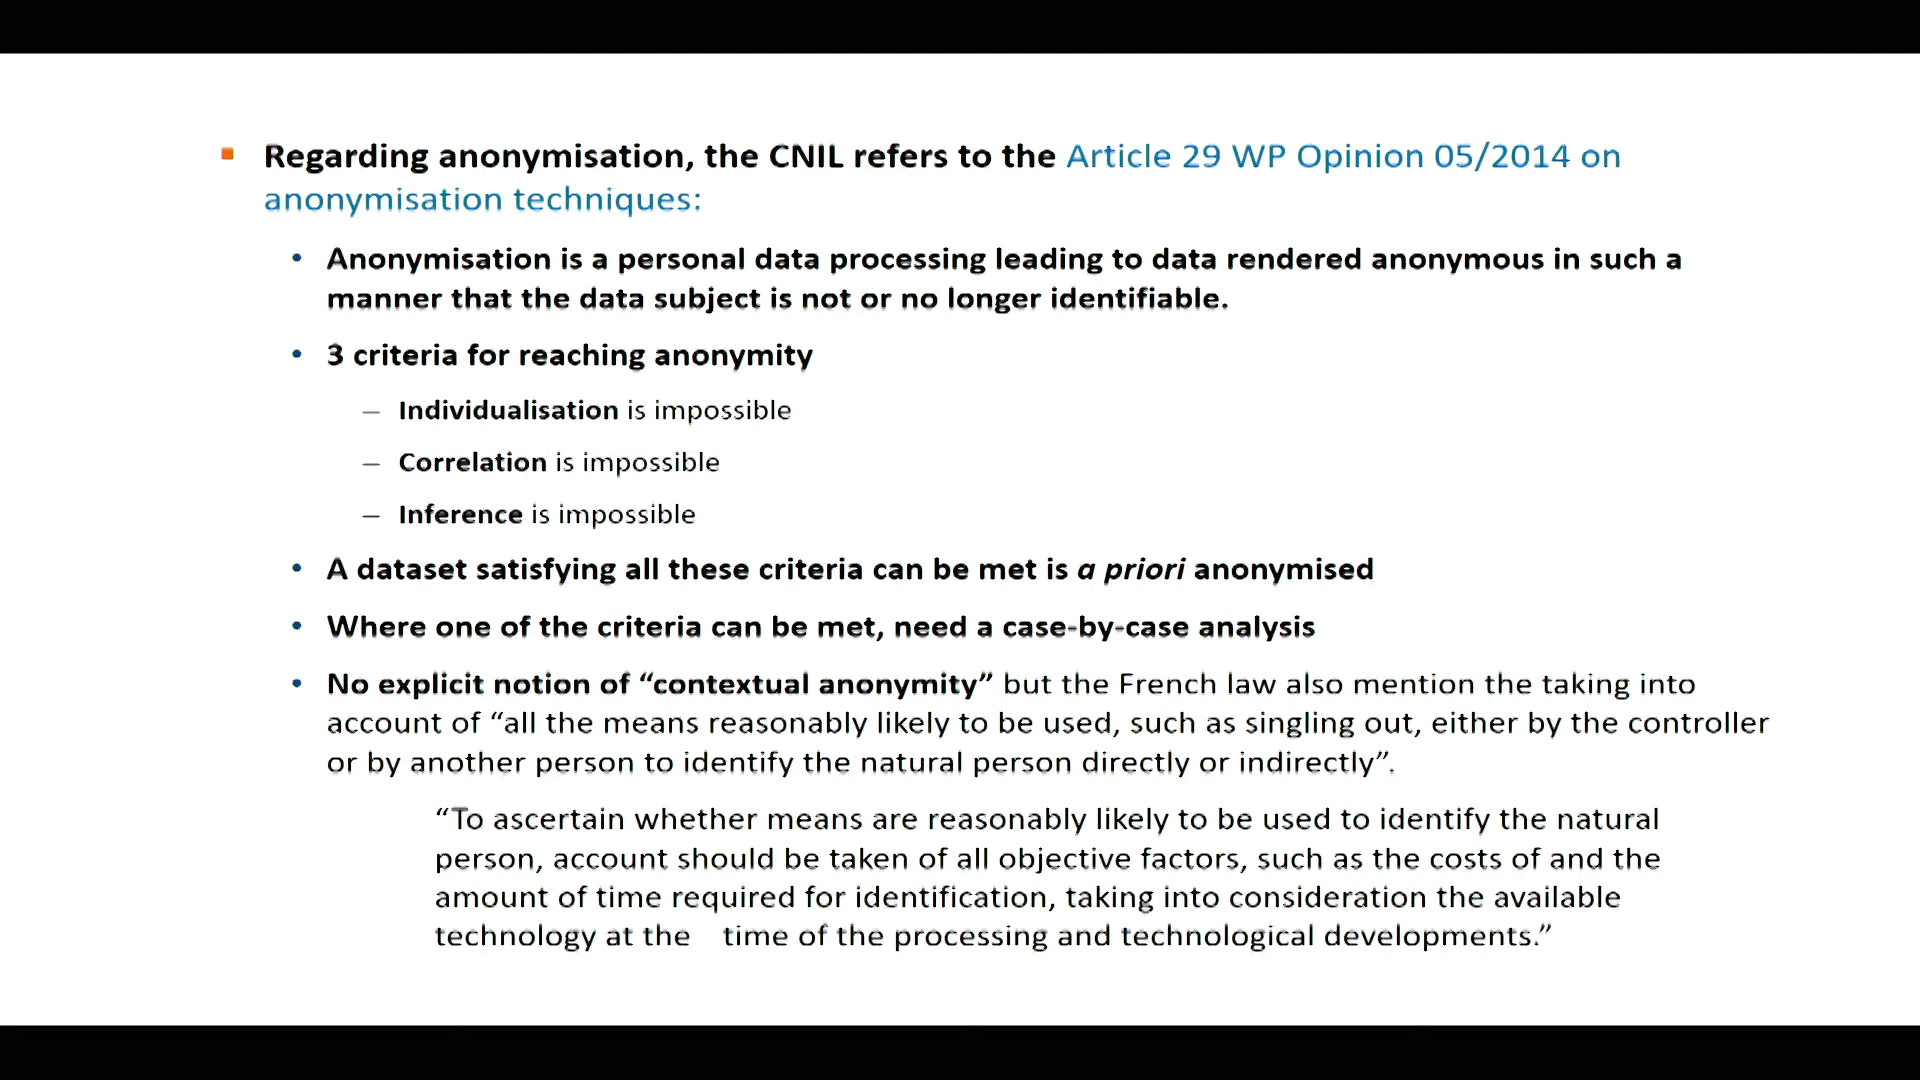 Regarding anonymisation, the CNIL refers to the Article 29 WP Opinion 05/2014 on
anonymisation techniques:
Anonymisation is a personal data processing leading to data rendered anonymous in such a
manner that the data subject is not or no longer identifiable.
3 criteria for reaching anonymity
– Individualisation is impossible
– Correlation is impossible
– Inference is impossible
A dataset satisfying all these criteria can be met is a priori anonymised
Where one of the criteria can be met, need a case-by-case analysis
No explicit notion of “contextual anonymity” but the French law also mention the taking into
account of “all the means reasonably likely to be used, such as singling out, either by the controller
or by another person to identify the natural person directly or indirectly”.
“To ascertain whether means are reasonably likely to be used to identify the natural
person, account should be taken of all objective factors, such as the costs of and the
amount of time required for identification, taking into consideration the available
technology at the time of the processing and technological developments.”